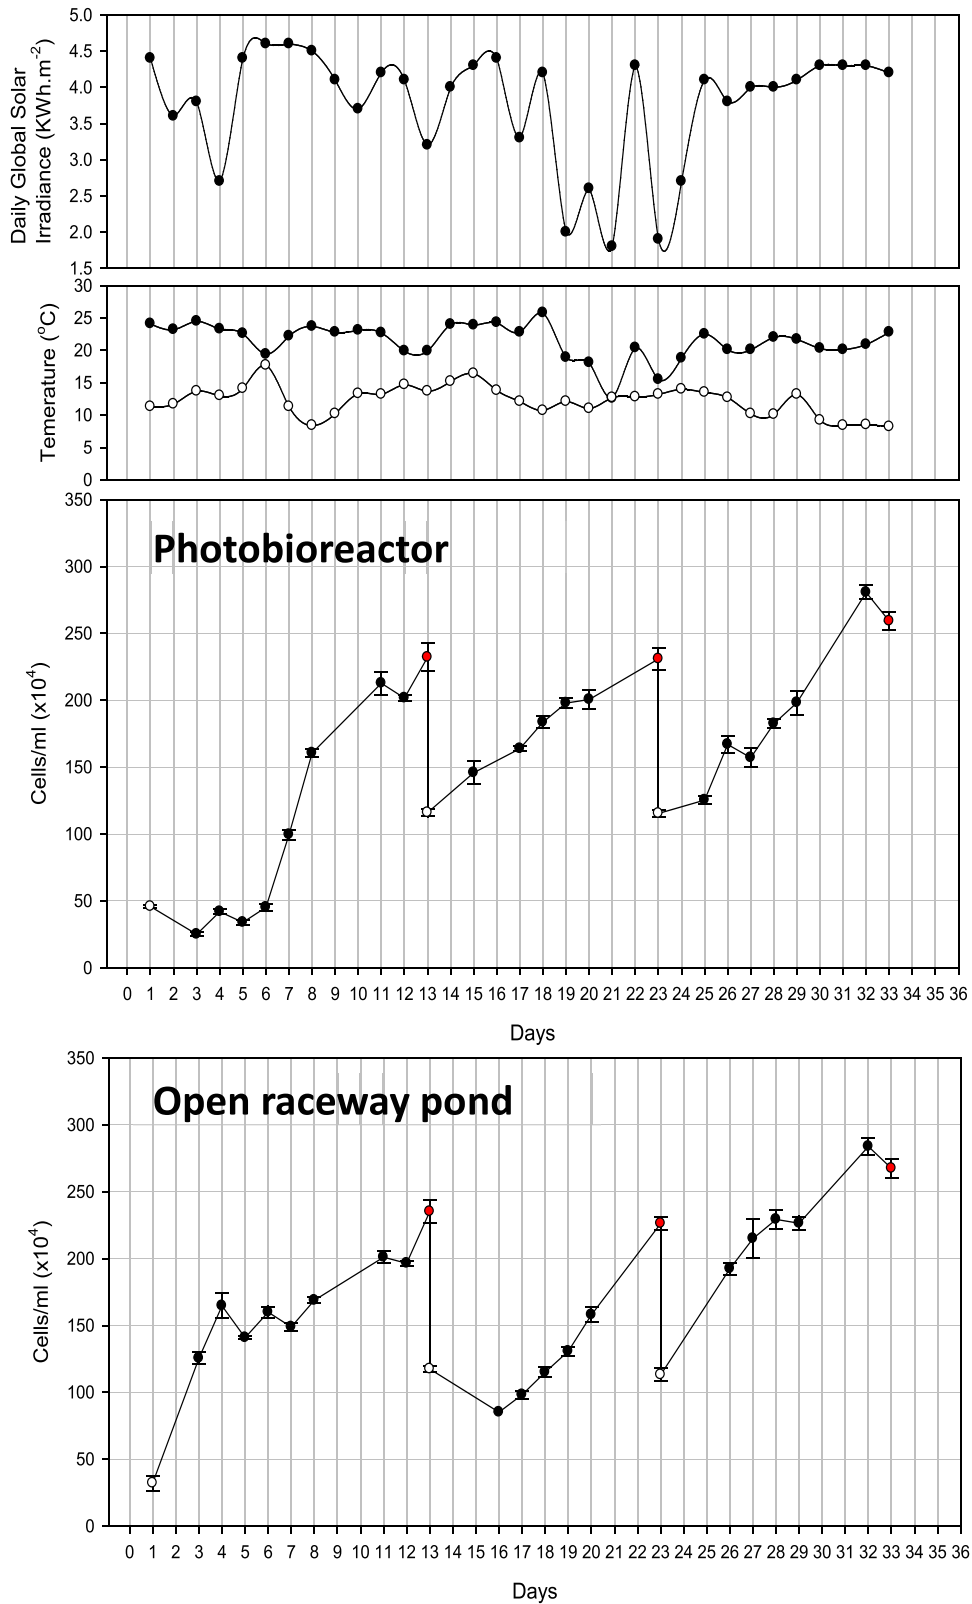 Daily Global Solar
Irradiance (KWh.m-2)
5.0
4.5
4.0
3.5
3.0
2.5
2.0
1.5
Temerature (oC)
30
25
20
15
10
5
0
Photobioreactor
Cells/ml (x104)
350
300
250
200
150
100
50
0
0 1 2 3 4 5 6 7 8 9 10 11 12 13 14 15 16 17 18 19 20 21 22 23 24 25 26 27 28 29 30 31 32 33 34 35 36
Days
Open raceway pond
Cells/ml (x104)
350
300
250
200
150
100
50
0
0 1 2 3 4 5 6 7 8 9 10 11 12 13 14 15 16 17 18 19 20 21 22 23 24 25 26 27 28 29 30 31 32 33 34 35 36
Days